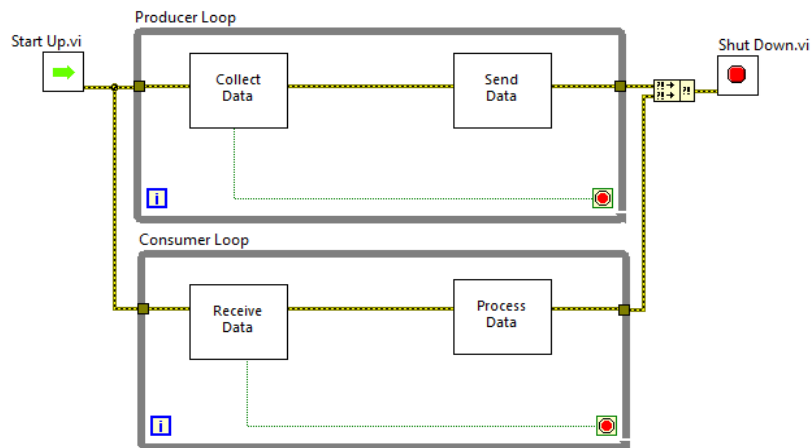 Producer Loop
Start Up.vi
Shut Down.vi
Collect
Data
Send
Data
?!
?!
?!
i
Consumer Loop
Receive
Data
Process
Data
i